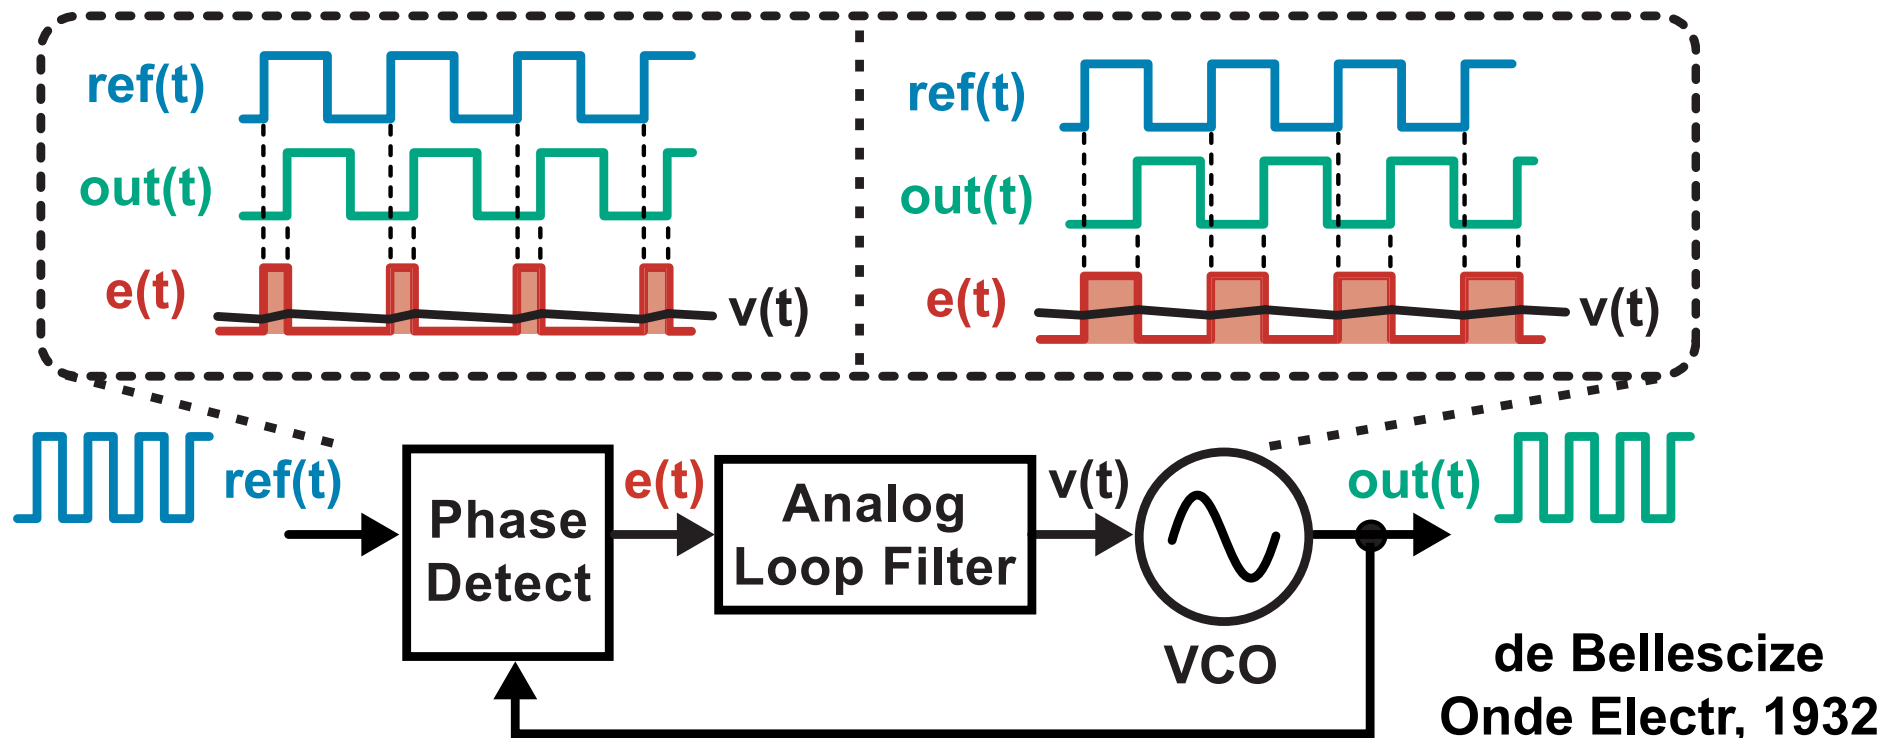 ref(t)
out(t)
e(t)
v(t)
ref(t)
out(t)
e(t)
v(t)
ref(t)
Phase
Detect
e(t)
Analog
Loop Filter
v(t)
VCO
out(t)
de Bellescize
Onde Electr, 1932